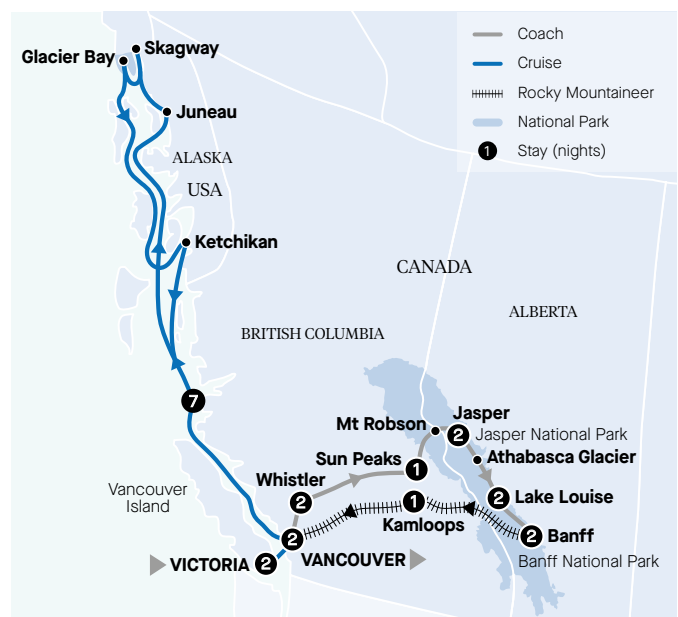 Coach
Cruise
Rocky Mountaineer
National Park
1 Stay (nights)
Skagway
Glacier Bay
Juneau
ALASKA
USA
Ketchikan
CANADA
ALBERTA
BRITISH COLUMBIA
7
Mt Robson
Jasper
2
Jasper National Park
Sun Peaks
1
Athabasca Glacier
Whistler
2
Vancouver
Island
1
Kamloops
2
Lake Louise
2
Banff
Banff National Park
2
VANCOUVER
VICTORIA
2